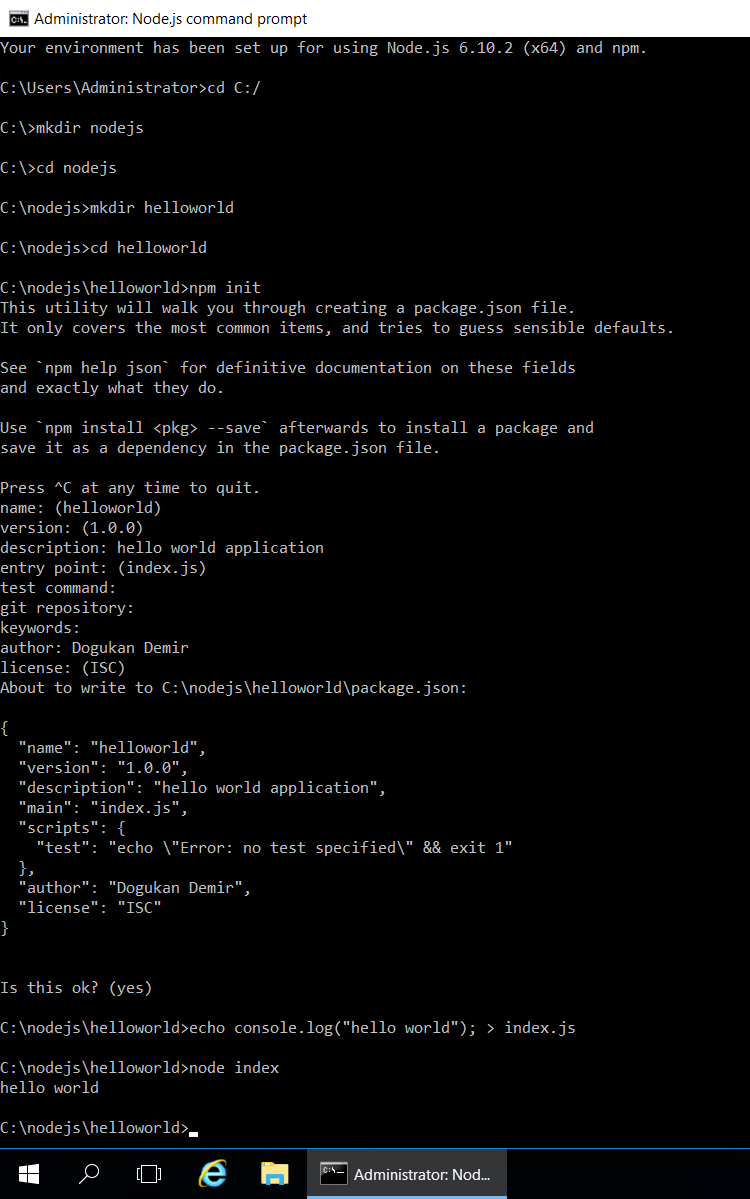 Administrator: Node.js command prompt
Your environment has been set up for using Node.js 6.10.2 (x64) and npm.
C:\Users\Administrator>cd C:/
C:\>mkdir nodejs
C:\>cd nodejs
C:\nodejs>mkdir helloworld
C:\nodejs>cd helloworld
C:\nodejs\helloworld>npm init
This utility will walk you through creating a package.json file.
It only covers the most common items, and tries to guess sensible defaults.
See `npm help json` for definitive documentation on these fields
and exactly what they do.
Use `npm install <pkg> --save` afterwards to install a package and
save it as a dependency in the package.json file.
Press ^C at any time to quit.
name: (helloworld)
version: (1.0.0)
description: hello world application
entry point: (index.js)
test command:
git repository:
keywords:
author: Dogukan Demir
license: (ISC)
About to write to C:\nodejs\helloworld\package.json:
{
  "name": "helloworld",
  "version": "1.0.0",
  "description": "hello world application",
  "main": "index.js",
  "scripts": {
    "test": "echo \"Error: no test specified\" && exit 1"
  },
  "author": "Dogukan Demir",
  "license": "ISC"
}
Is this ok? (yes)
C:\nodejs\helloworld>echo console.log("hello world"); > index.js
C:\nodejs\helloworld>node index
hello world
C:\nodejs\helloworld>
Administrator: Nod...